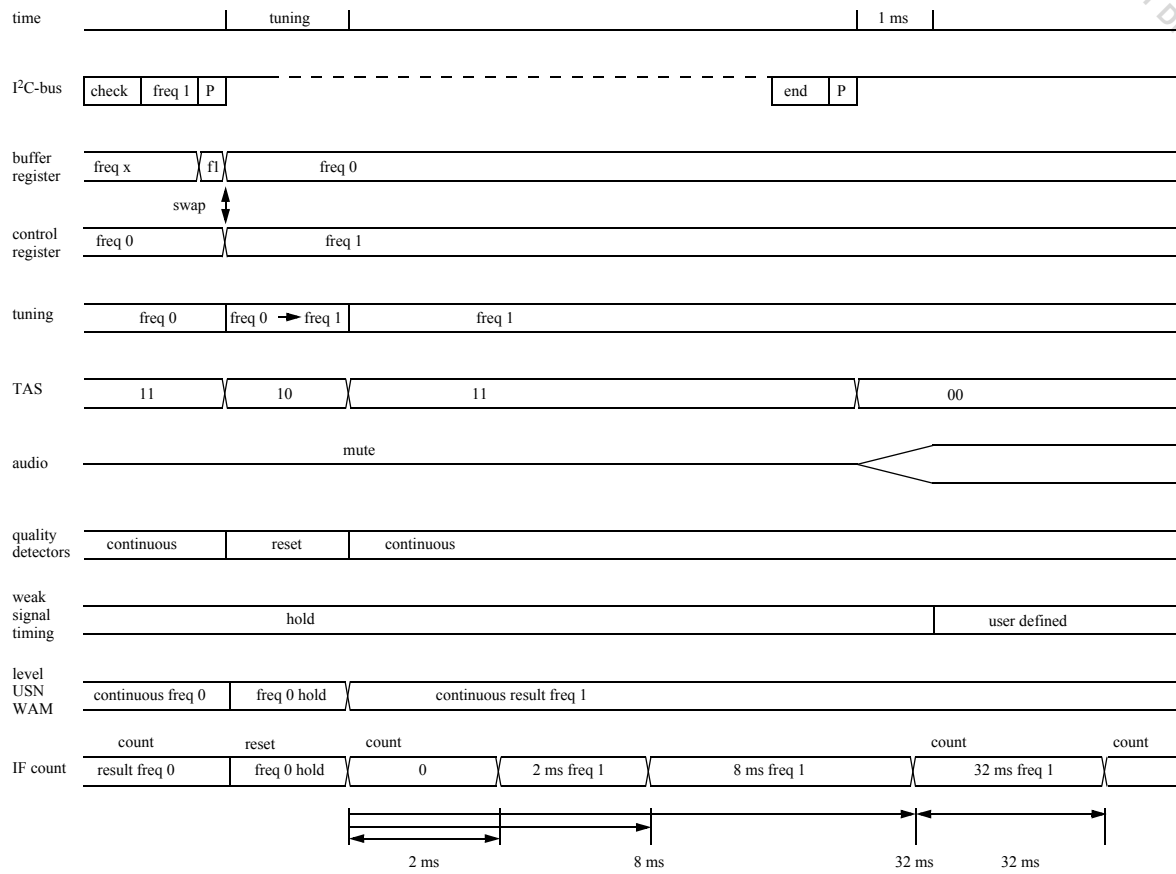 time
tuning
1 ms
I²C-bus
check
freq 1
P
end
P
buffer
register
freq x
f1
freq 0
swap
control
register
freq 0
freq 1
tuning
freq 0
freq 0 → freq 1
freq 1
TAS
11
10
11
00
audio
mute
quality
detectors
continuous
reset
continuous
weak
signal
timing
hold
user defined
level
USN
WAM
continuous freq 0
freq 0 hold
continuous result freq 1
count
reset
count
count
count
IF count
result freq 0
freq 0 hold
0
2 ms freq 1
8 ms freq 1
32 ms freq 1
2 ms
8 ms
32 ms
32 ms